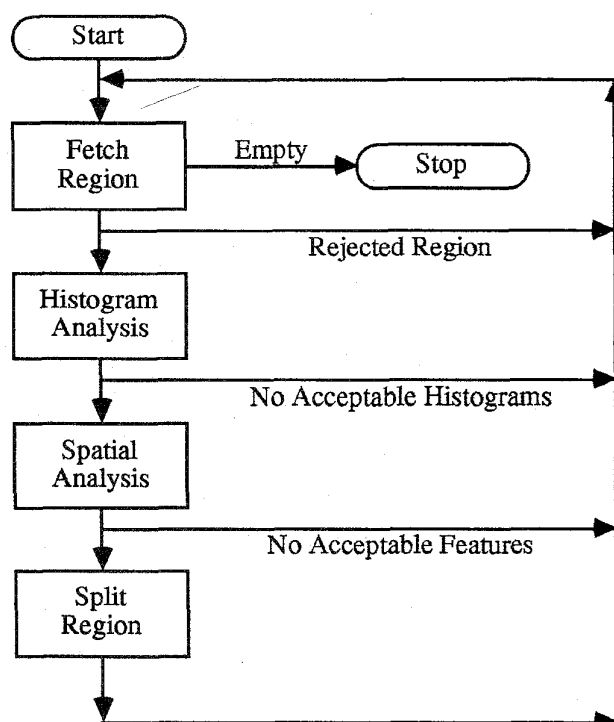 Start
Fetch
Region
Empty
Stop
Rejected Region
Histogram
Analysis
No Acceptable Histograms
Spatial
Analysis
No Acceptable Features
Split
Region